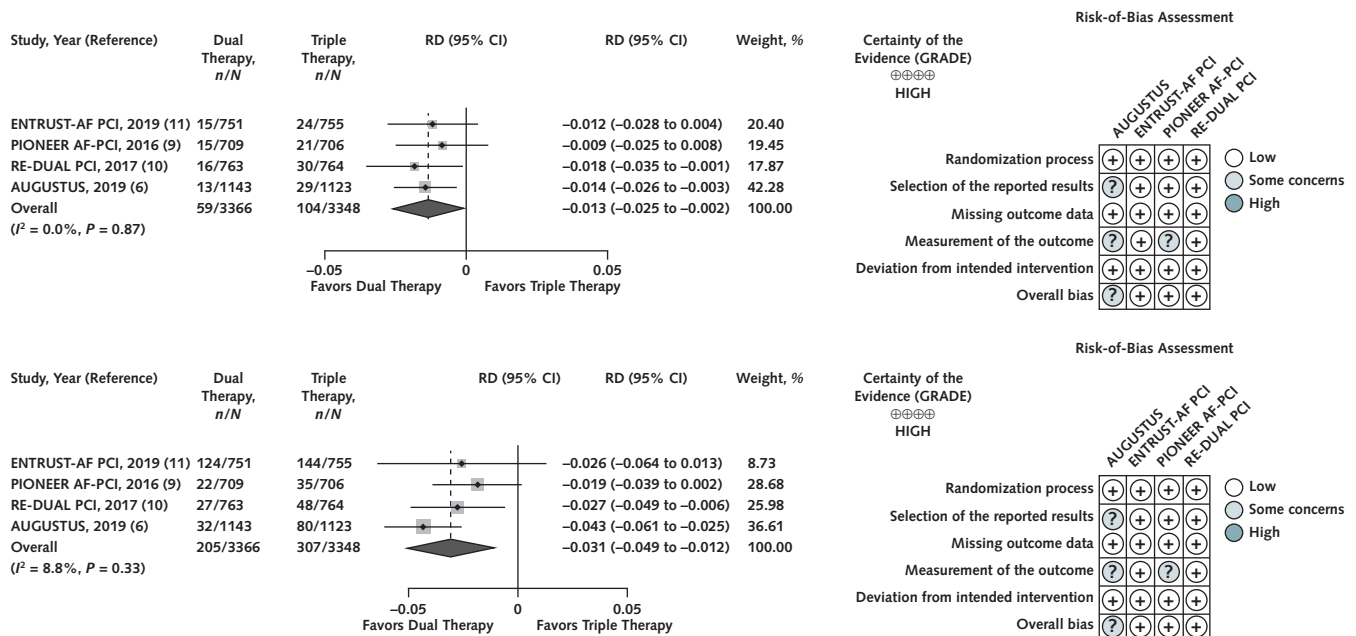 Risk-of-Bias Assessment
Study, Year (Reference) Dual Therapy, n/N Triple Therapy, n/N RD (95% CI) RD (95% CI) Weight, % Certainty of the Evidence (GRADE)
⊕⊕⊕⊕
HIGH
AUGUSTUS
ENTRUST-AF PCI
PIONEER AF-PCI
RE-DUAL PCI
ENTRUST-AF PCI, 2019 (11) 15/751 24/755 –0.012 (–0.028 to 0.004) 20.40
PIONEER AF-PCI, 2016 (9) 15/709 21/706 –0.009 (–0.025 to 0.008) 19.45
RE-DUAL PCI, 2017 (10) 16/763 30/764 –0.018 (–0.035 to –0.001) 17.87
AUGUSTUS, 2019 (6) 13/1143 29/1123 –0.014 (–0.026 to –0.003) 42.28
Overall 59/3366 104/3348 –0.013 (–0.025 to –0.002) 100.00
(I² = 0.0%, P = 0.87)
–0.05 0 0.05
Favors Dual Therapy Favors Triple Therapy
Randomization process + + + +
Selection of the reported results ? + + +
Missing outcome data + + + +
Measurement of the outcome ? + ? +
Deviation from intended intervention + + + +
Overall bias ? + + +
Low
Some concerns
High
Risk-of-Bias Assessment
Study, Year (Reference) Dual Therapy, n/N Triple Therapy, n/N RD (95% CI) RD (95% CI) Weight, % Certainty of the Evidence (GRADE)
⊕⊕⊕⊕
HIGH
AUGUSTUS
ENTRUST-AF PCI
PIONEER AF-PCI
RE-DUAL PCI
ENTRUST-AF PCI, 2019 (11) 124/751 144/755 –0.026 (–0.064 to 0.013) 8.73
PIONEER AF-PCI, 2016 (9) 22/709 35/706 –0.019 (–0.039 to 0.002) 28.68
RE-DUAL PCI, 2017 (10) 27/763 48/764 –0.027 (–0.049 to –0.006) 25.98
AUGUSTUS, 2019 (6) 32/1143 80/1123 –0.043 (–0.061 to –0.025) 36.61
Overall 205/3366 307/3348 –0.031 (–0.049 to –0.012) 100.00
(I² = 8.8%, P = 0.33)
–0.05 0 0.05
Favors Dual Therapy Favors Triple Therapy
Randomization process + + + +
Selection of the reported results ? + + +
Missing outcome data + + + +
Measurement of the outcome ? + ? +
Deviation from intended intervention + + + +
Overall bias ? + + +
Low
Some concerns
High